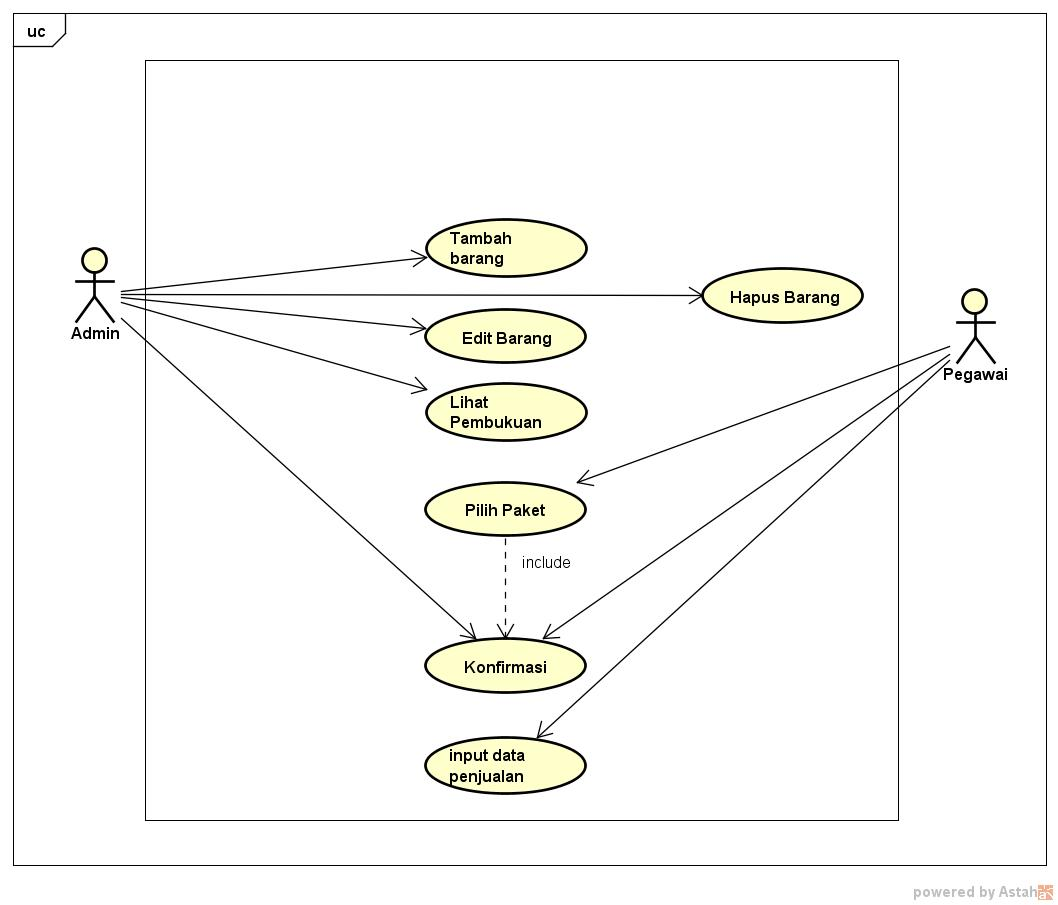 uc
Tambah
barang
Hapus Barang
Admin
Edit Barang
Pegawai
Lihat
Pembukuan
Pilih Paket
include
Konfirmasi
input data
penjualan
powered by Astah